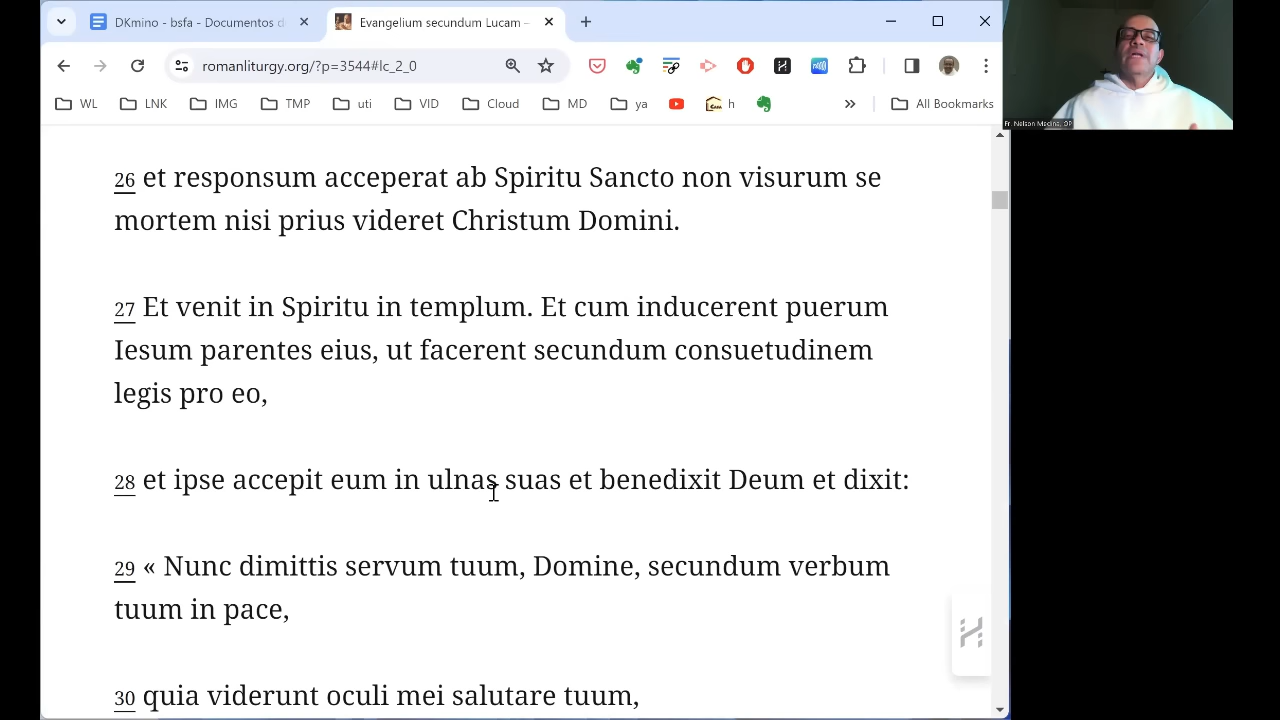 DKmino - bsfa - Documentos d
Evangelium secundum Lucam –
romanliturgy.org/?p=3544#lc_2_0
WL LNK IMG TMP uti VID Cloud MD ya h » All Bookmarks
Fr. Nelson Medina, OP
26 et responsum acceperat ab Spiritu Sancto non visurum se
mortem nisi prius videret Christum Domini.
27 Et venit in Spiritu in templum. Et cum inducerent puerum
Iesum parentes eius, ut facerent secundum consuetudinem
legis pro eo,
28 et ipse accepit eum in ulnas suas et benedixit Deum et dixit:
29 « Nunc dimittis servum tuum, Domine, secundum verbum
tuum in pace,
30 quia viderunt oculi mei salutare tuum,